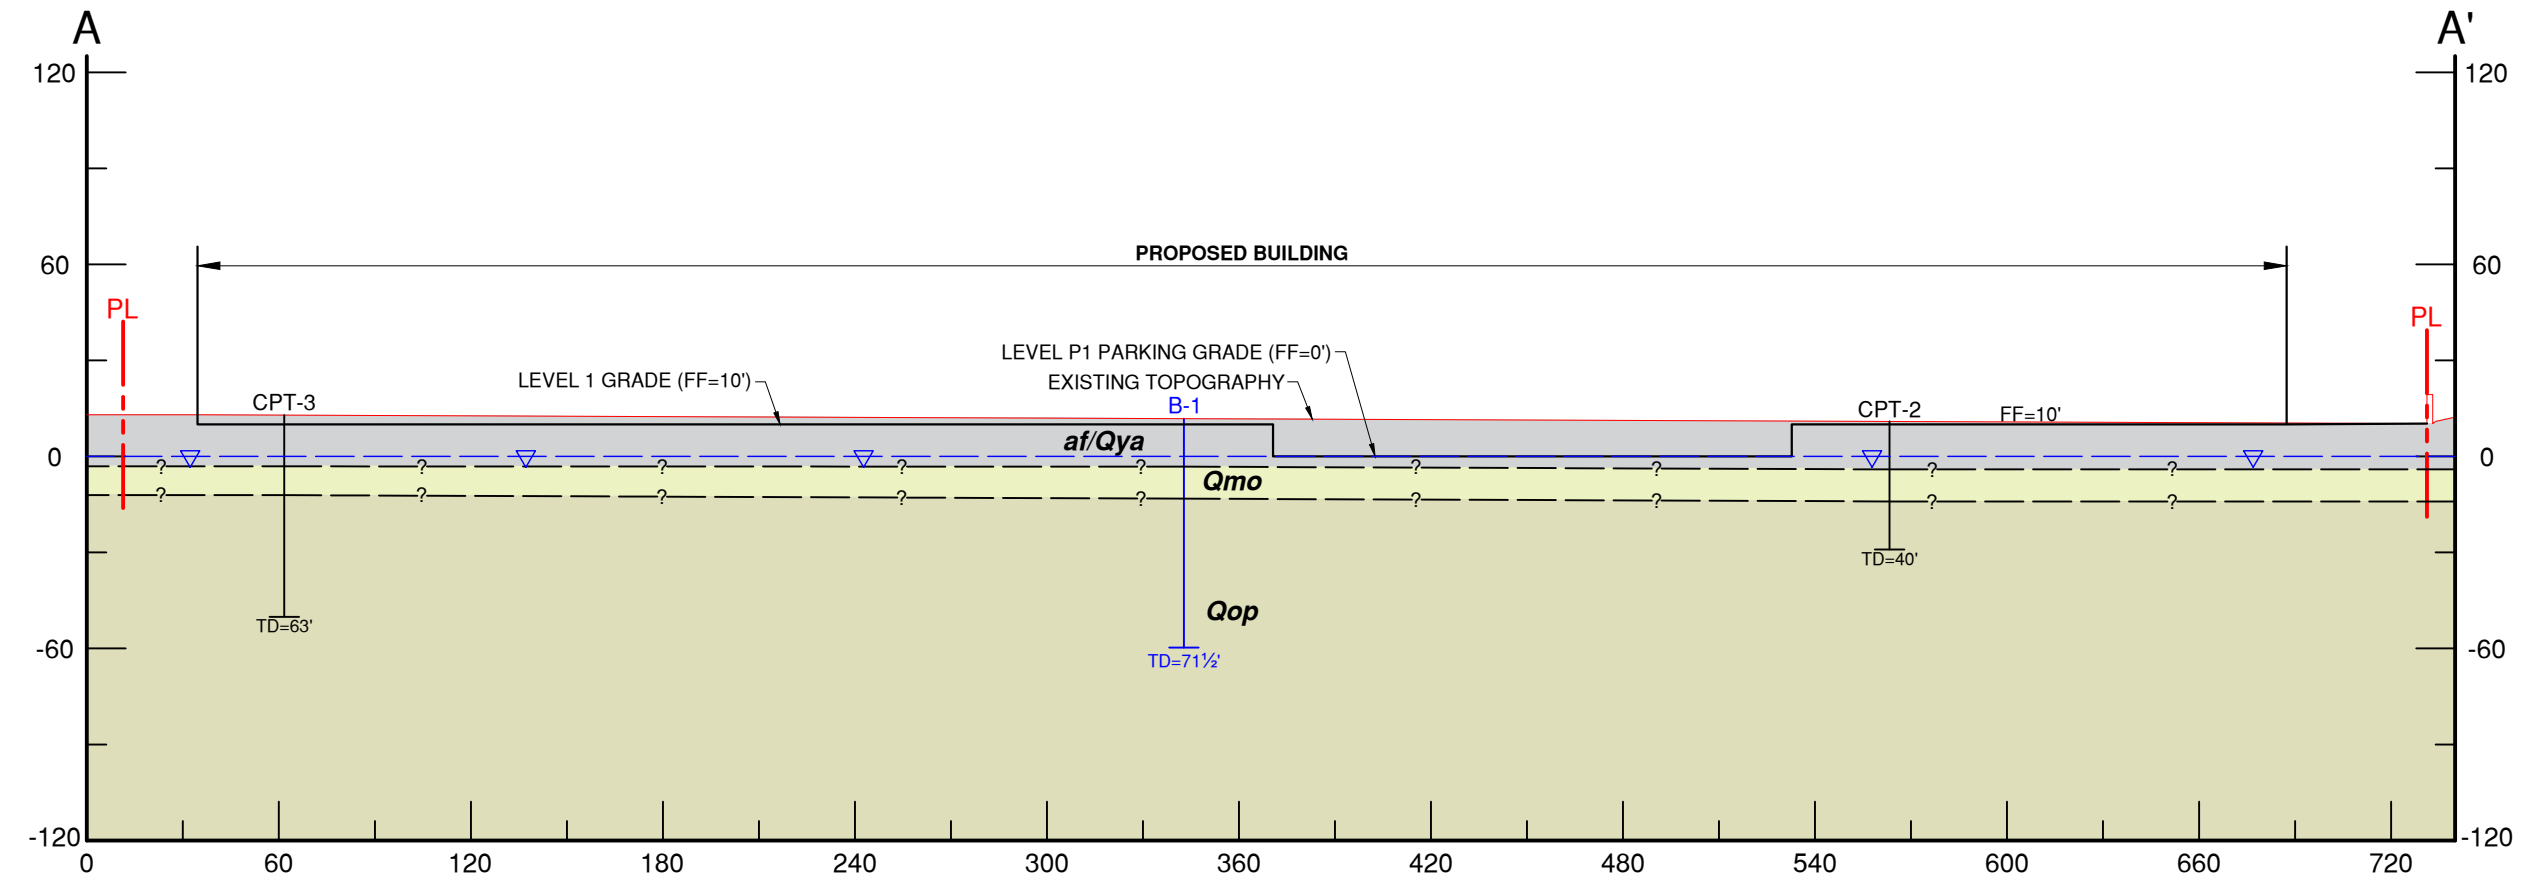 A
A'
120
120
PROPOSED BUILDING
60
60
PL
PL
LEVEL P1 PARKING GRADE (FF=0')
LEVEL 1 GRADE (FF=10')
EXISTING TOPOGRAPHY
CPT-3
B-1
CPT-2
FF=10'
af/Qya
0
0
? ? ? ? ? ? ? ? ?
Qmo
? ? ? ? ? ? ? ? ?
TD=40'
Qop
TD=63'
-60
-60
TD=71½'
-120
-120
0 60 120 180 240 300 360 420 480 540 600 660 720